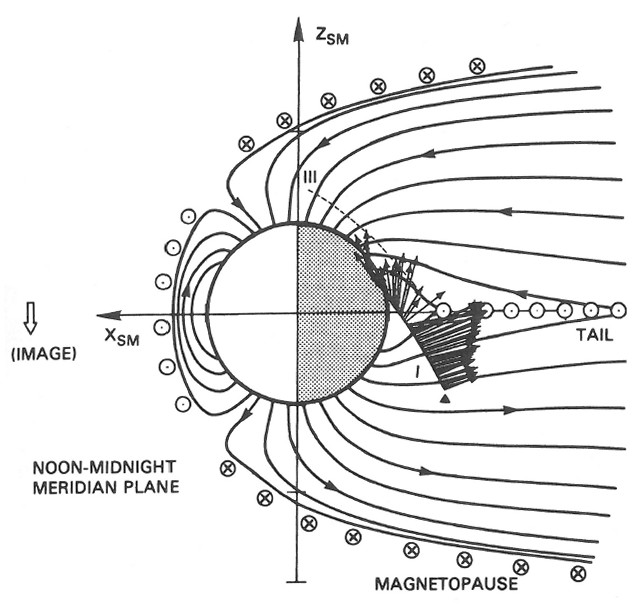 Z_SM
III
X_SM
(IMAGE)
TAIL
I
NOON-MIDNIGHT
MERIDIAN PLANE
MAGNETOPAUSE